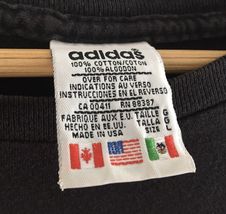 adidas
100% COTTON/COTON
100% ALGODON
OVER FOR CARE
INDICATIONS AU VERSO
INSTRUCCIONES EN EL REVERSO
CA 00411 RN 88387
FABRIQUE AUX E.U. TAILLE G
HECHO EN EE.UU. TALLA G
MADE IN USA L